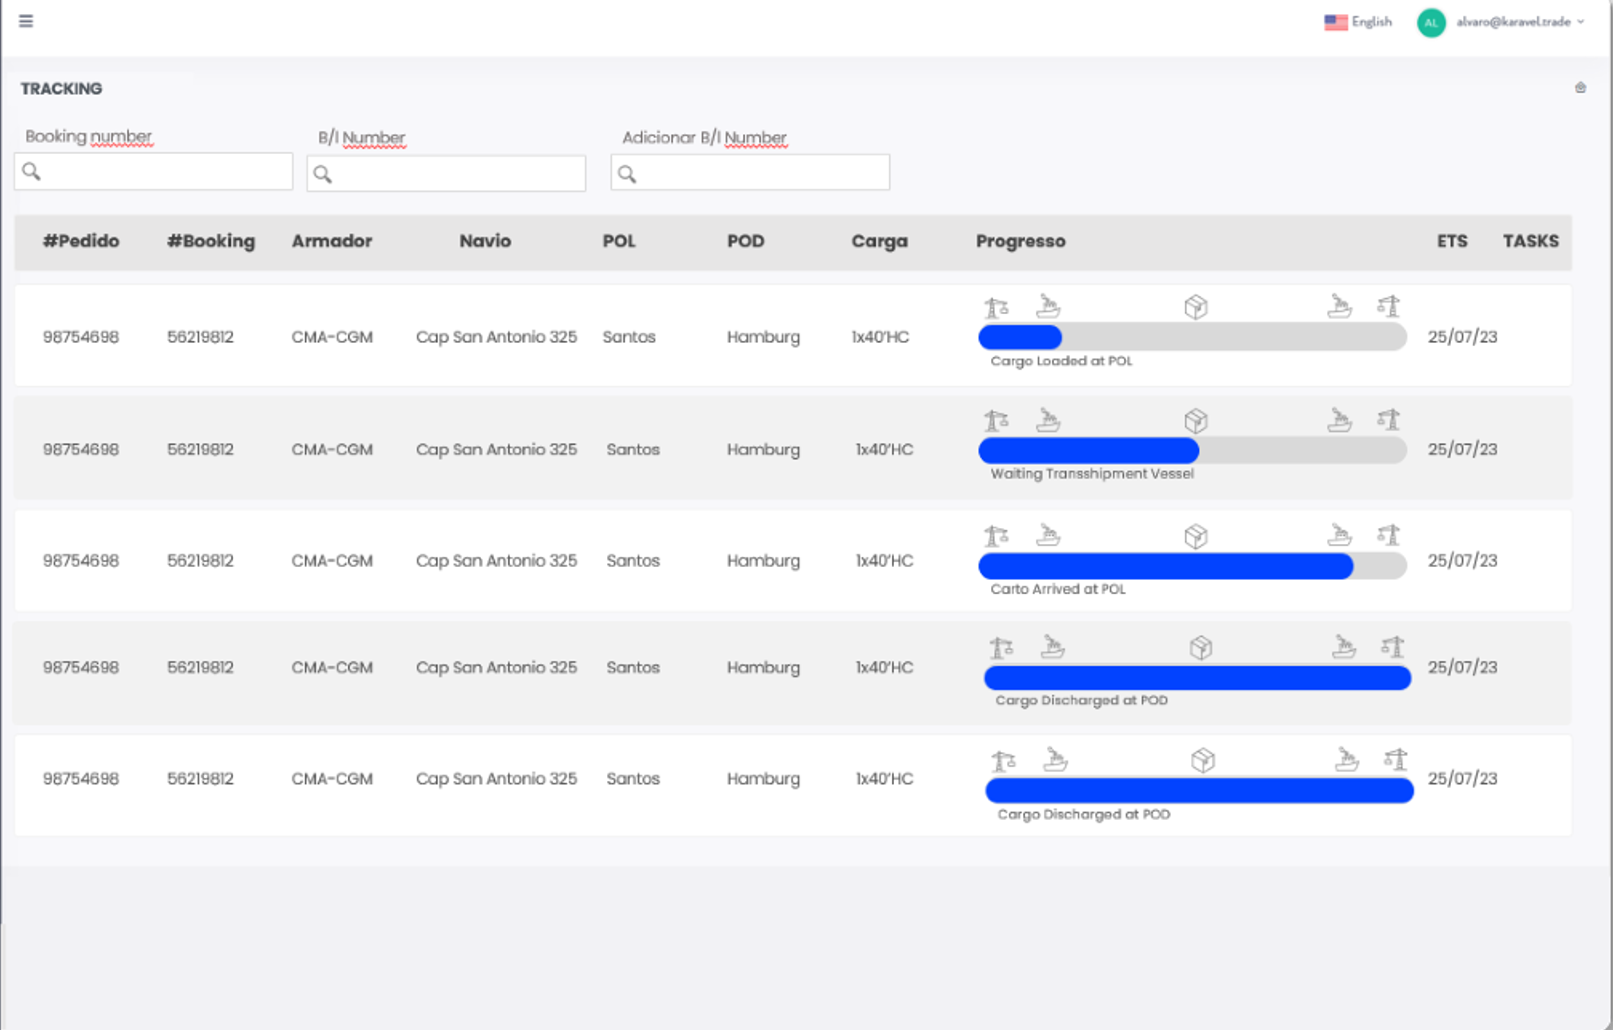 English AL alvaro@karavel.trade
TRACKING
Booking number B/l Number Adicionar B/l Number
#Pedido #Booking Armador Navio POL POD Carga Progresso ETS TASKS
98754698 56219812 CMA-CGM Cap San Antonio 325 Santos Hamburg 1x40'HC 25/07/23
Cargo Loaded at POL
98754698 56219812 CMA-CGM Cap San Antonio 325 Santos Hamburg 1x40'HC 25/07/23
Waiting Transshipment Vessel
98754698 56219812 CMA-CGM Cap San Antonio 325 Santos Hamburg 1x40'HC 25/07/23
Carto Arrived at POL
98754698 56219812 CMA-CGM Cap San Antonio 325 Santos Hamburg 1x40'HC 25/07/23
Cargo Discharged at POD
98754698 56219812 CMA-CGM Cap San Antonio 325 Santos Hamburg 1x40'HC 25/07/23
Cargo Discharged at POD